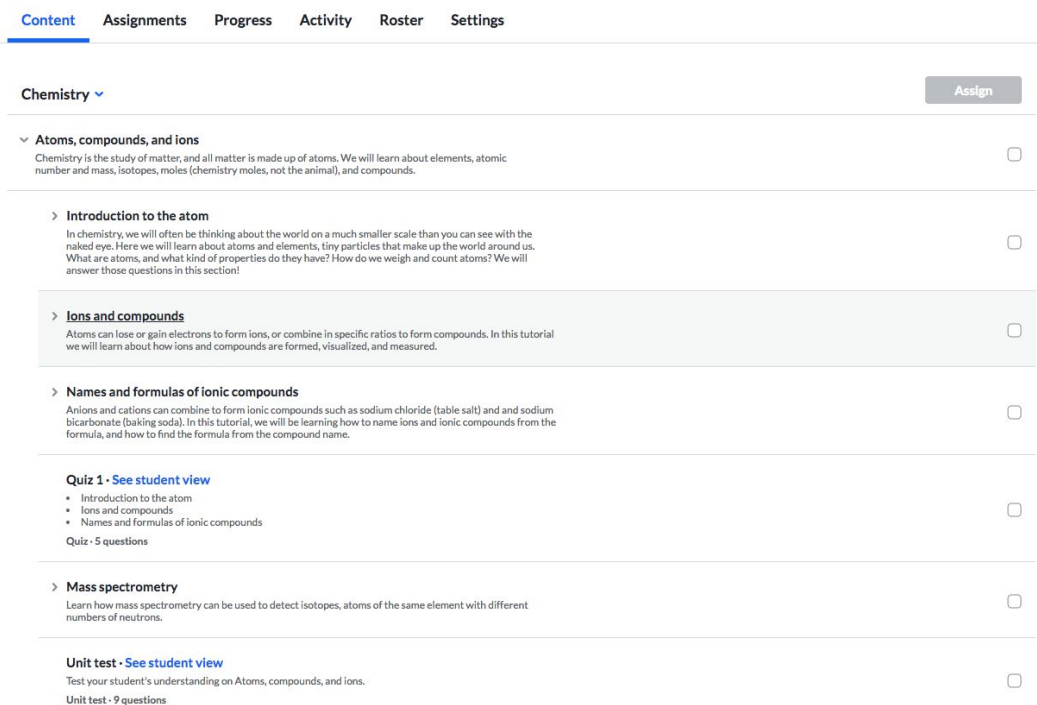 Content Assignments Progress Activity Roster Settings
Chemistry
Assign
Atoms, compounds, and ions
Chemistry is the study of matter, and all matter is made up of atoms. We will learn about elements, atomic
number and mass, isotopes, moles (chemistry moles, not the animal), and compounds.
Introduction to the atom
In chemistry, we will often be thinking about the world on a much smaller scale than you can see with the
naked eye. Here we will learn about atoms and elements, tiny particles that make up the world around us.
What are atoms, and what kind of properties do they have? How do we weigh and count atoms? We will
answer those questions in this section!
Ions and compounds
Atoms can lose or gain electrons to form ions, or combine in specific ratios to form compounds. In this tutorial
we will learn about how ions and compounds are formed, visualized, and measured.
Names and formulas of ionic compounds
Anions and cations can combine to form ionic compounds such as sodium chloride (table salt) and and sodium
bicarbonate (baking soda). In this tutorial, we will be learning how to name ions and ionic compounds from the
formula, and how to find the formula from the compound name.
Quiz 1 · See student view
▪ Introduction to the atom
▪ Ions and compounds
▪ Names and formulas of ionic compounds
Quiz · 5 questions
Mass spectrometry
Learn how mass spectrometry can be used to detect isotopes, atoms of the same element with different
numbers of neutrons.
Unit test · See student view
Test your student's understanding on Atoms, compounds, and ions.
Unit test · 9 questions